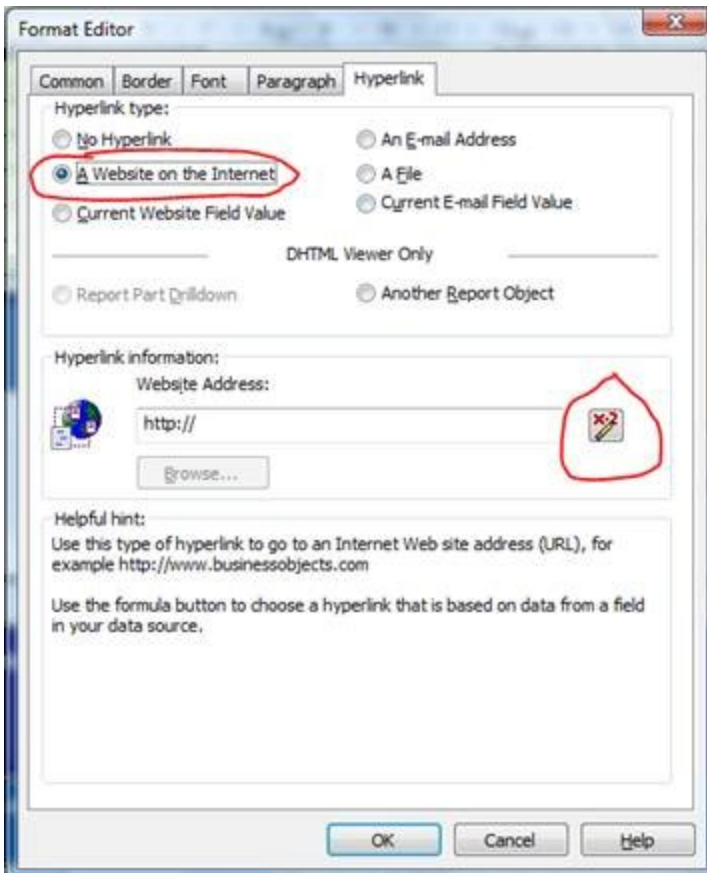 Format Editor
Common Border Font Paragraph Hyperlink
Hyperlink type:
No Hyperlink
An E-mail Address
A Website on the Internet
A File
Current Website Field Value
Current E-mail Field Value
DHTML Viewer Only
Report Part Drilldown
Another Report Object
Hyperlink information:
Website Address:
http://
x-2
Browse...
Helpful hint:
Use this type of hyperlink to go to an Internet Web site address (URL), for
example http://www.businessobjects.com
Use the formula button to choose a hyperlink that is based on data from a field
in your data source.
OK Cancel Help